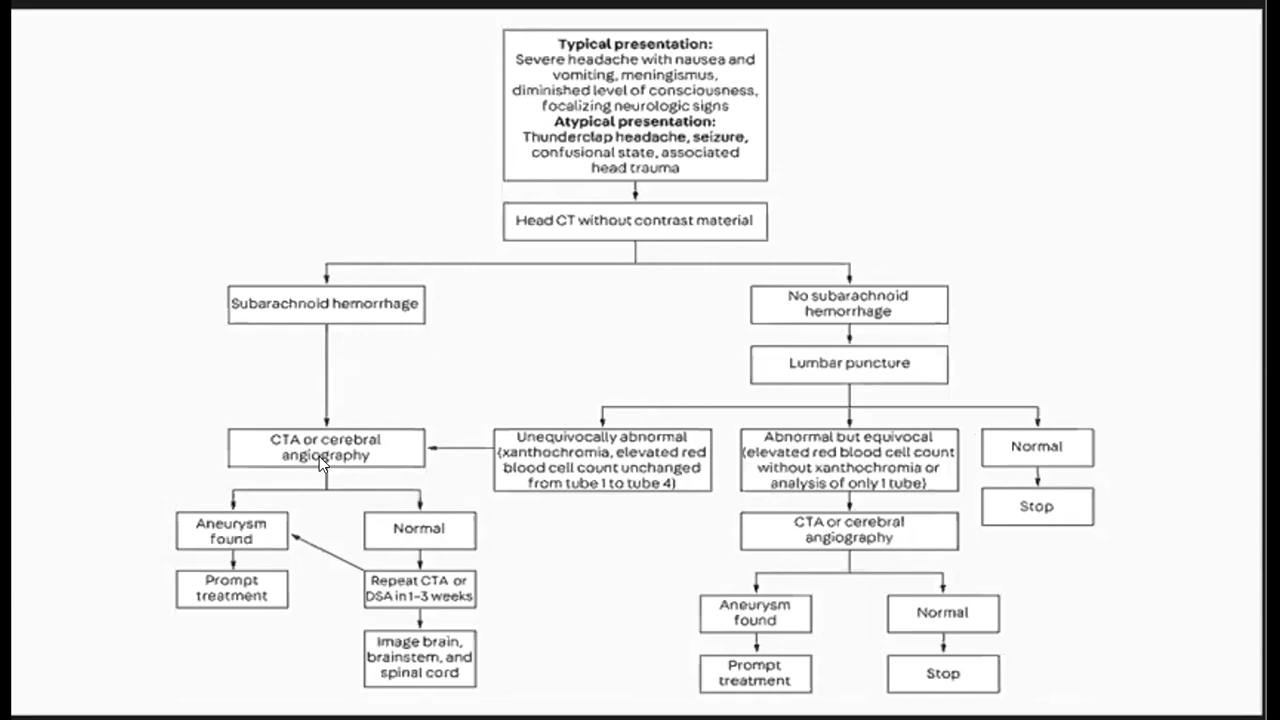 Typical presentation:
Severe headache with nausea and
vomiting, meningismus,
diminished level of consciousness,
focalizing neurologic signs
Atypical presentation:
Thunderclap headache, seizure,
confusional state, associated
head trauma
Head CT without contrast material
Subarachnoid hemorrhage
No subarachnoid
hemorrhage
Lumbar puncture
CTA or cerebral
angiography
Unequivocally abnormal
(xanthochromia, elevated red
blood cell count unchanged
from tube 1 to tube 4)
Abnormal but equivocal
(elevated red blood cell count
without xanthochromia or
analysis of only 1 tube)
Normal
Stop
Aneurysm
found
Normal
CTA or cerebral
angiography
Prompt
treatment
Repeat CTA or
DSA in 1-3 weeks
Image brain,
brainstem, and
spinal cord
Aneurysm
found
Normal
Prompt
treatment
Stop